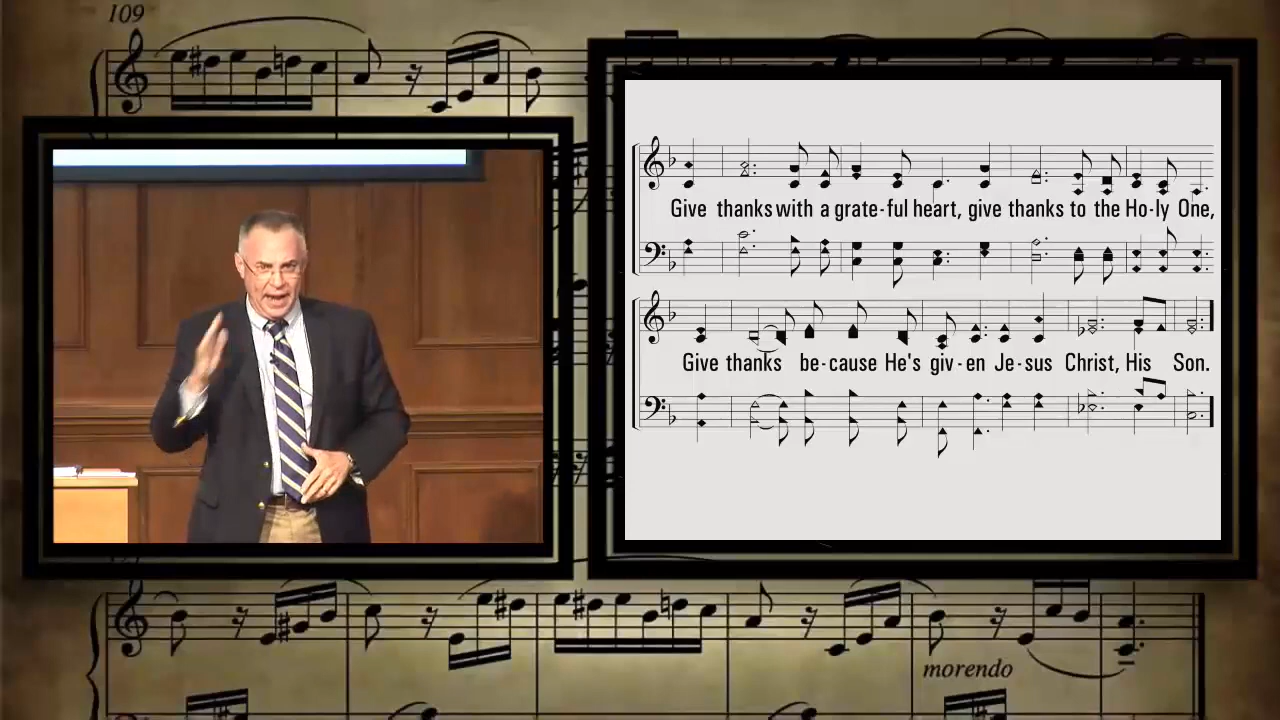 109
Give thanks with a grate-ful heart, give thanks to the Ho-ly One,
Give thanks be-cause He's giv-en Je-sus Christ, His Son.
morendo